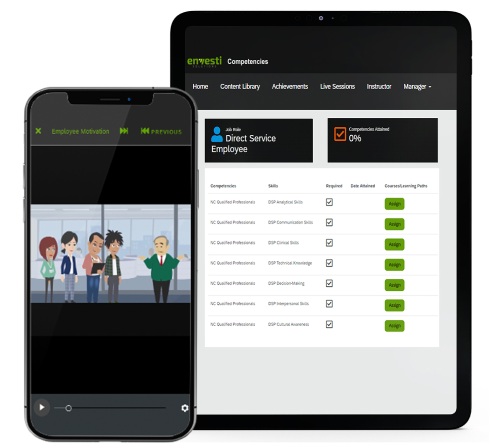 envesti
SOLUTIONS
Competencies
Home Content Library Achievements Live Sessions Instructor Manager
Job Role
Direct Service
Employee
Competencies Attained
0%
Competencies Skills Required Date Attained Courses/Learning Paths
NC Qualified Professionals DSP Analytical Skills Assign
NC Qualified Professionals DSP Communication Skills Assign
NC Qualified Professionals DSP Clinical Skills Assign
NC Qualified Professionals DSP Technical Knowledge Assign
NC Qualified Professionals DSP Decision-Making Assign
NC Qualified Professionals DSP Interpersonal Skills Assign
NC Qualified Professionals DSP Cultural Awareness Assign
Employee Motivation PREVIOUS